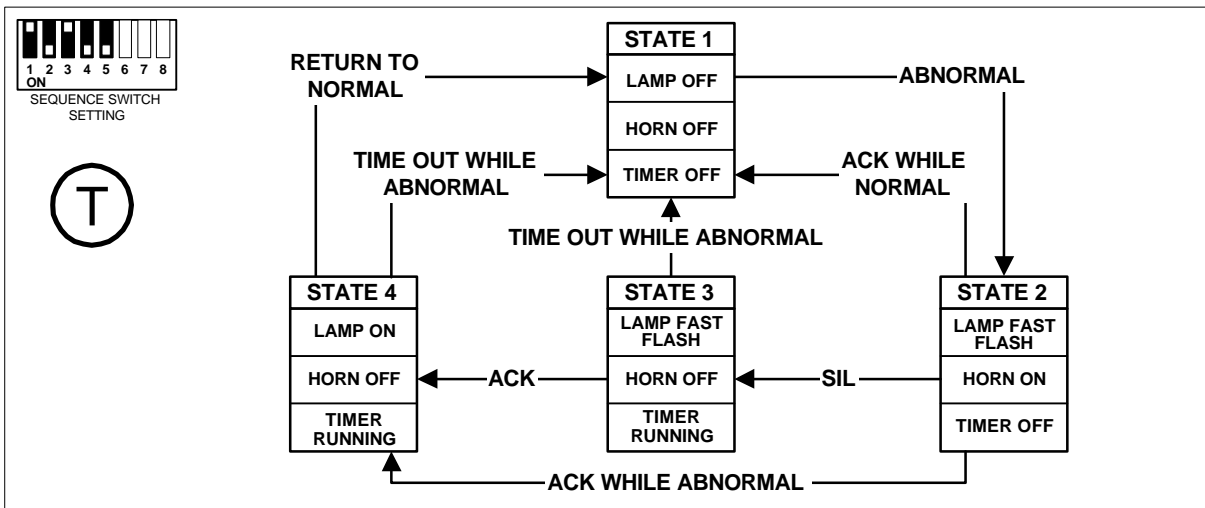 1 2 3 4 5 6 7 8
ON
SEQUENCE SWITCH
SETTING
T
STATE 1
LAMP OFF
HORN OFF
TIMER OFF
RETURN TO
NORMAL
ABNORMAL
TIME OUT WHILE
ABNORMAL
ACK WHILE
NORMAL
TIME OUT WHILE ABNORMAL
STATE 4
LAMP ON
HORN OFF
TIMER
RUNNING
STATE 3
LAMP FAST
FLASH
HORN OFF
TIMER
RUNNING
STATE 2
LAMP FAST
FLASH
HORN ON
TIMER OFF
ACK
SIL
ACK WHILE ABNORMAL